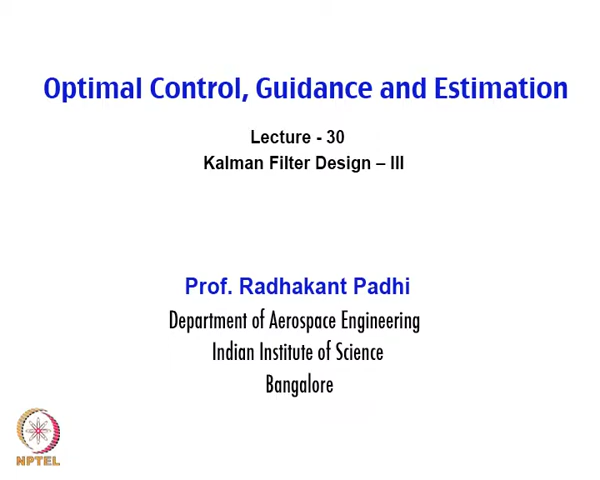 Optimal Control, Guidance and Estimation
Lecture - 30
Kalman Filter Design – III
Prof. Radhakant Padhi
Department of Aerospace Engineering
Indian Institute of Science
Bangalore
NPTEL